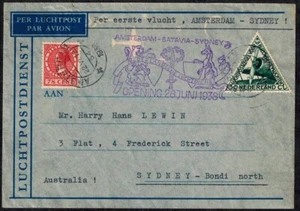 PER LUCHTPOST
PAR AVION
Per eerste vlucht, AMSTERDAM - SYDNEY !
AMSTERDAM-BATAVIA-SYDNEY
OPENING 28 JUNI 1938
NEDERLAND
LUCHTPOSTDIENST
AAN
Mr. Harry Hans LEWIN
3 Flat, 4 Frederick Street
SYDNEY-Bondi north
Australia !